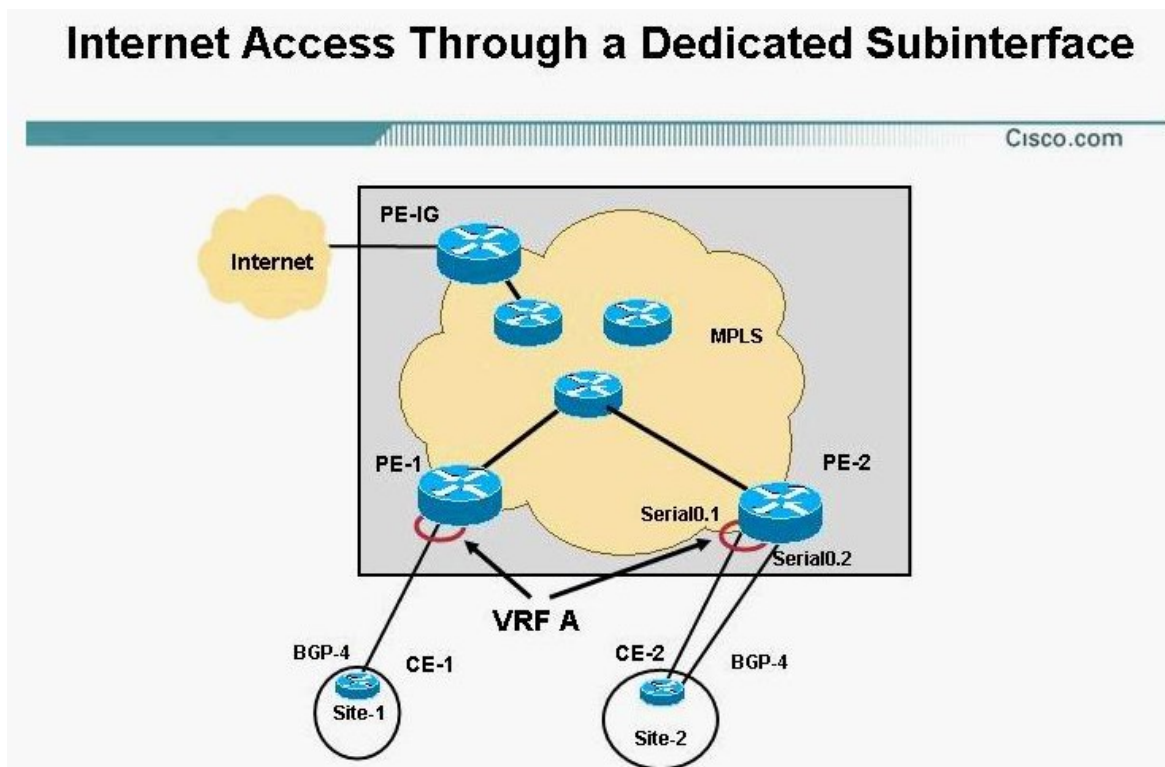 Internet Access Through a Dedicated Subinterface
Cisco.com
PE-IG
Internet
MPLS
PE-1
PE-2
Serial0.1
Serial0.2
VRF A
BGP-4
CE-1
CE-2
BGP-4
Site-1
Site-2